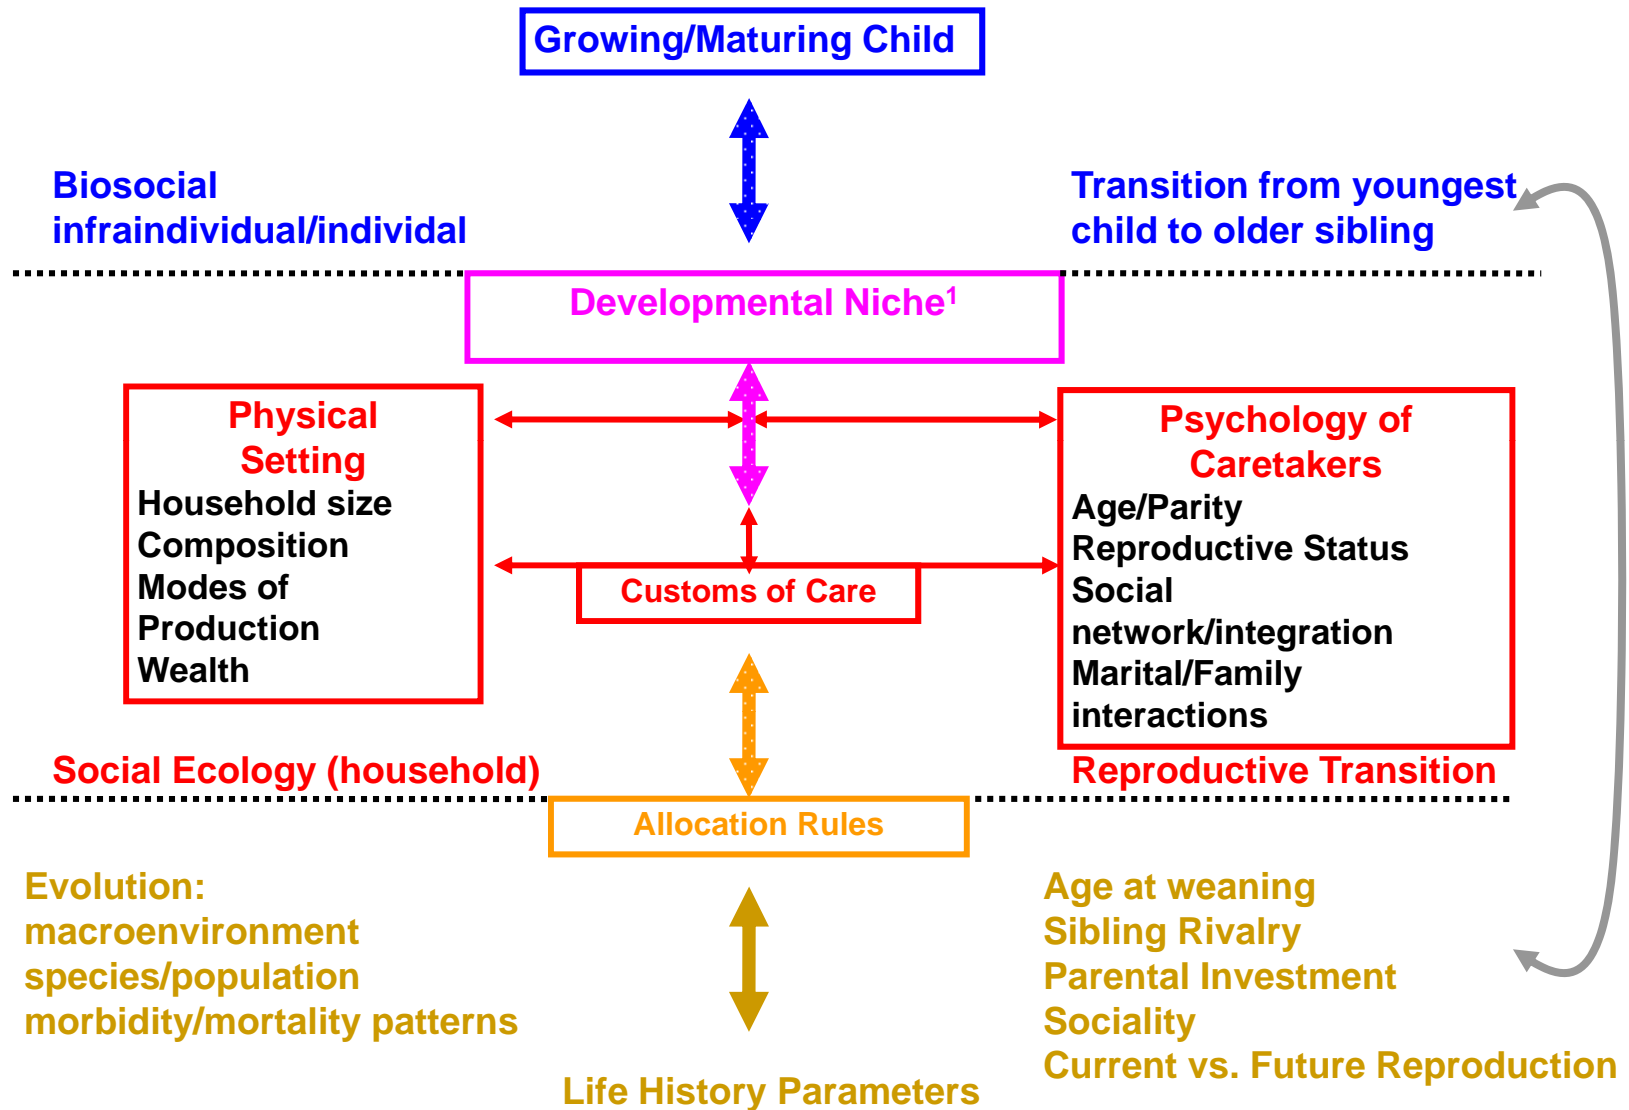 Growing/Maturing Child
Biosocial
infraindividual/individal
Transition from youngest
child to older sibling
Developmental Niche¹
Physical
Setting
Household size
Composition
Modes of
Production
Wealth
Psychology of
Caretakers
Age/Parity
Reproductive Status
Social
network/integration
Marital/Family
interactions
Customs of Care
Social Ecology (household)
Reproductive Transition
Allocation Rules
Evolution:
macroenvironment
species/population
morbidity/mortality patterns
Age at weaning
Sibling Rivalry
Parental Investment
Sociality
Current vs. Future Reproduction
Life History Parameters